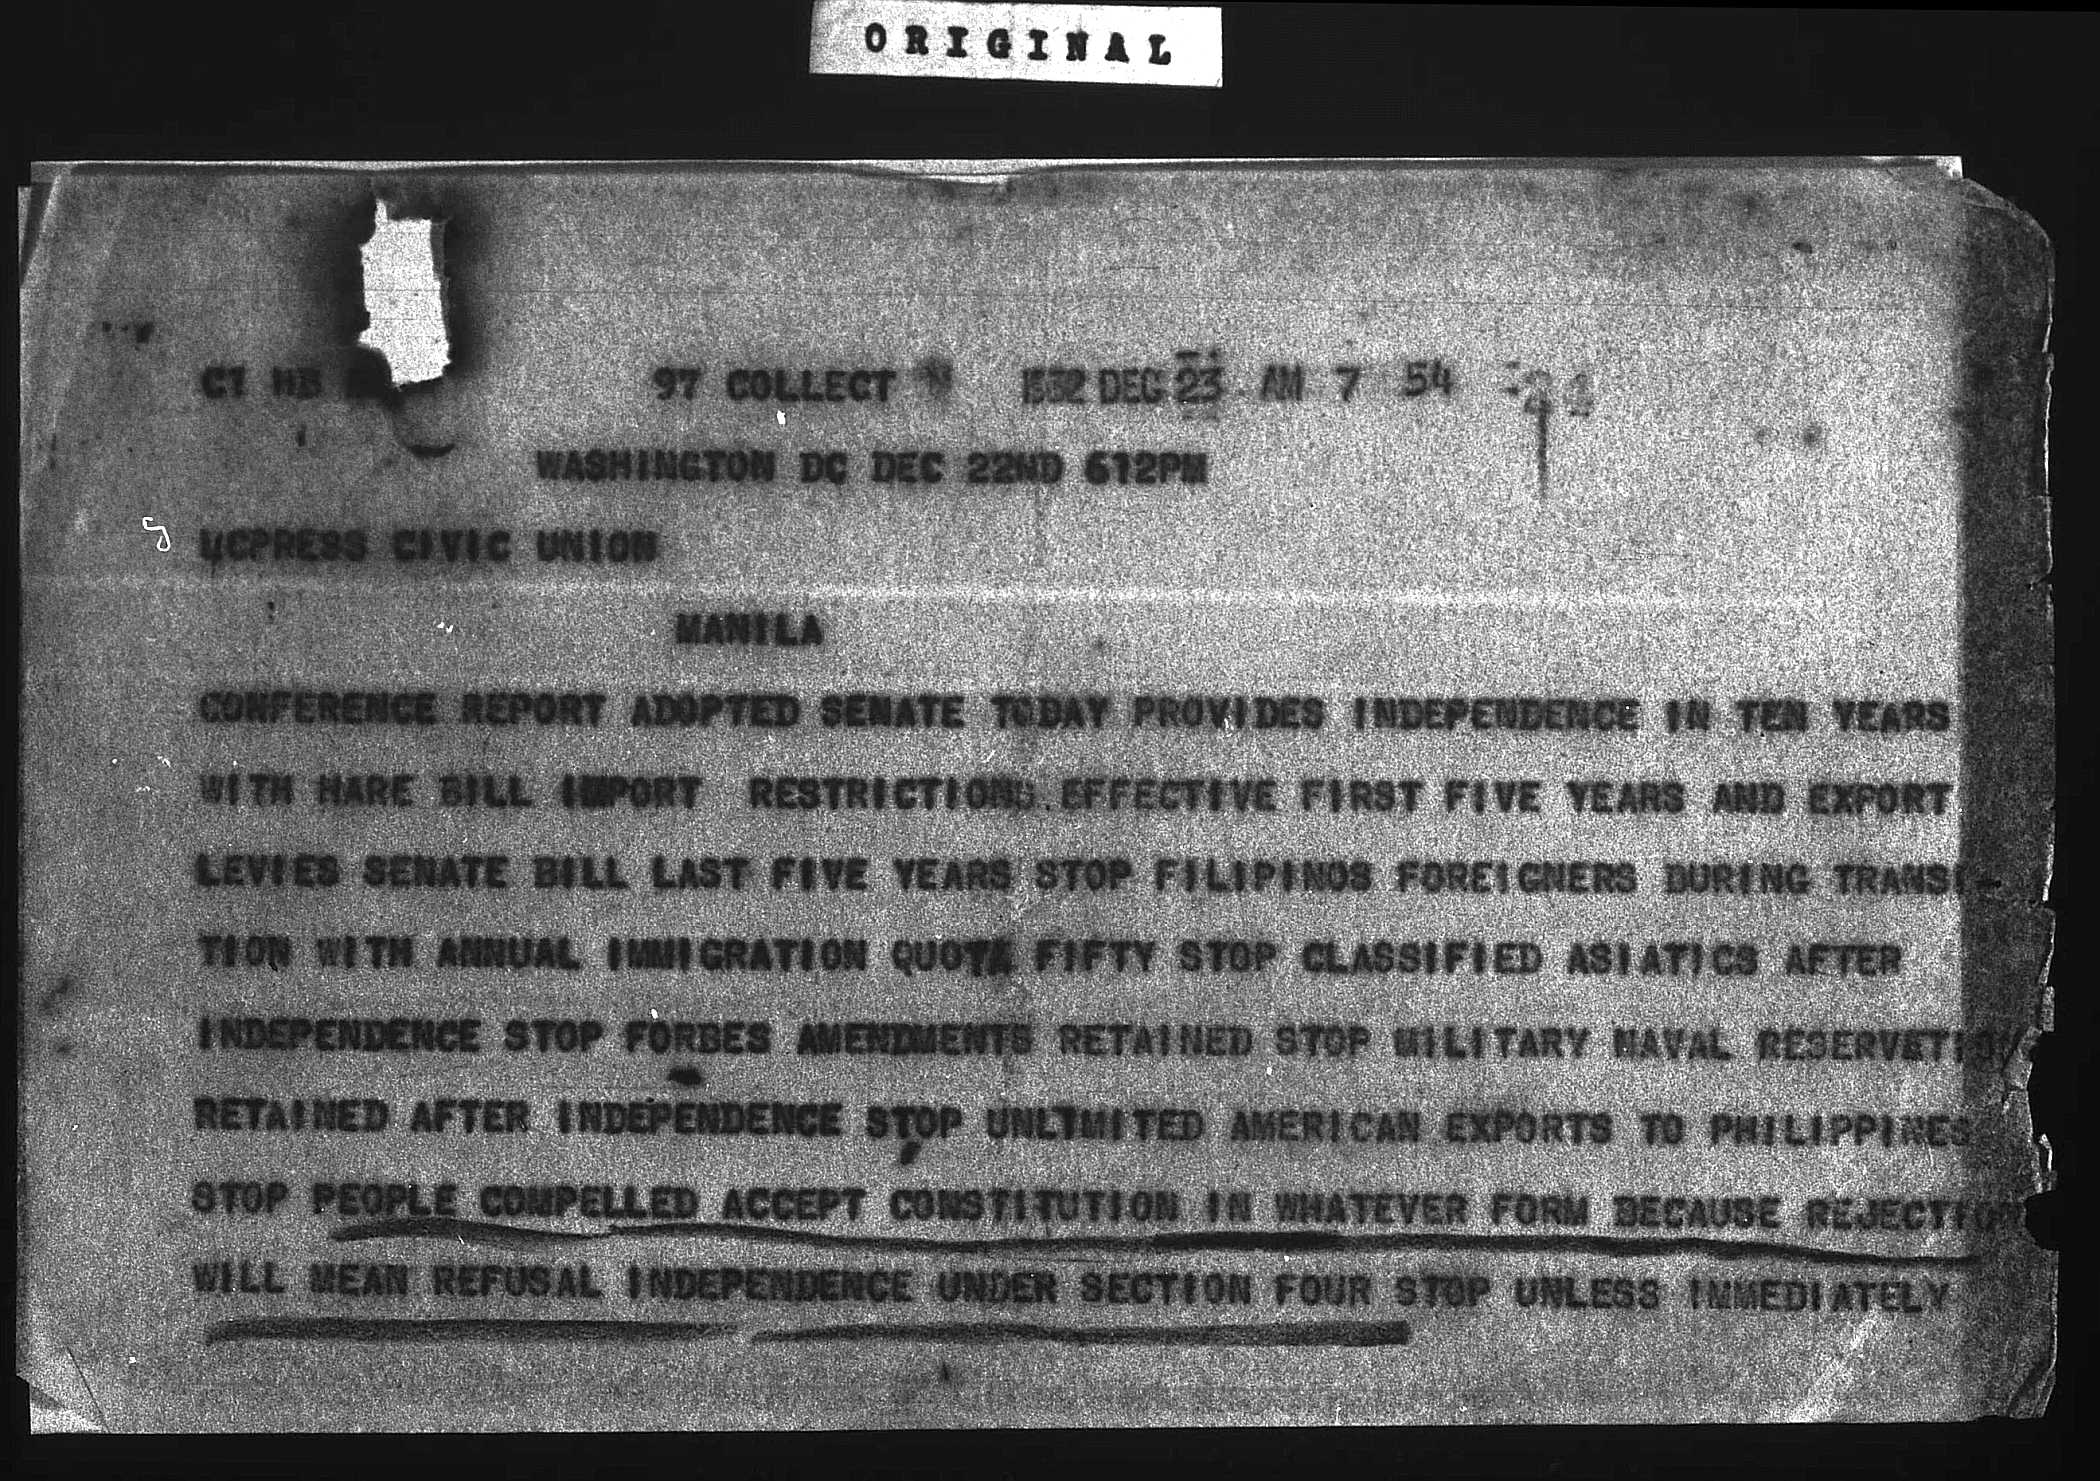 ORIGINAL
97 COLLECT 1932 DEC 23 AM 7 54
WASHINGTON DC DEC 22ND 612PM
UCPRESS CIVIC UNION
MANILA
CONFERENCE REPORT ADOPTED SENATE TODAY PROVIDES INDEPENDENCE IN TEN YEARS
WITH HARE BILL IMPORT RESTRICTIONS EFFECTIVE FIRST FIVE YEARS AND EXPORT
LEVIES SENATE BILL LAST FIVE YEARS STOP FILIPINOS FOREIGNERS DURING TRANSI-
TION WITH ANNUAL IMMIGRATION QUOTA FIFTY STOP CLASSIFIED ASIATICS AFTER
INDEPENDENCE STOP FORBES AMENDMENTS RETAINED STOP MILITARY NAVAL RESERVATION
RETAINED AFTER INDEPENDENCE STOP UNLIMITED AMERICAN EXPORTS TO PHILIPPINES
STOP PEOPLE COMPELLED ACCEPT CONSTITUTION IN WHATEVER FORM BECAUSE REJECTION
WILL MEAN REFUSAL INDEPENDENCE UNDER SECTION FOUR STOP UNLESS IMMEDIATELY